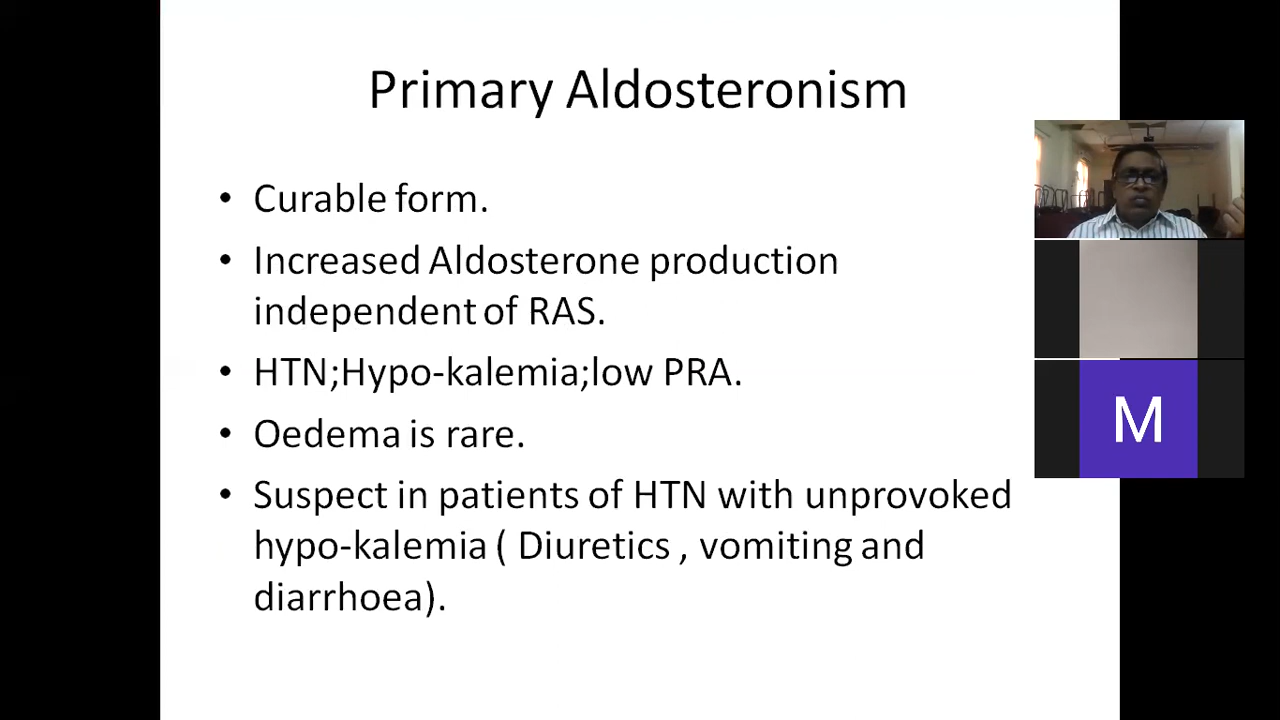 Primary Aldosteronism
• Curable form.
• Increased Aldosterone production
independent of RAS.
• HTN;Hypo-kalemia;low PRA.
• Oedema is rare.
• Suspect in patients of HTN with unprovoked
hypo-kalemia ( Diuretics , vomiting and
diarrhoea).
M